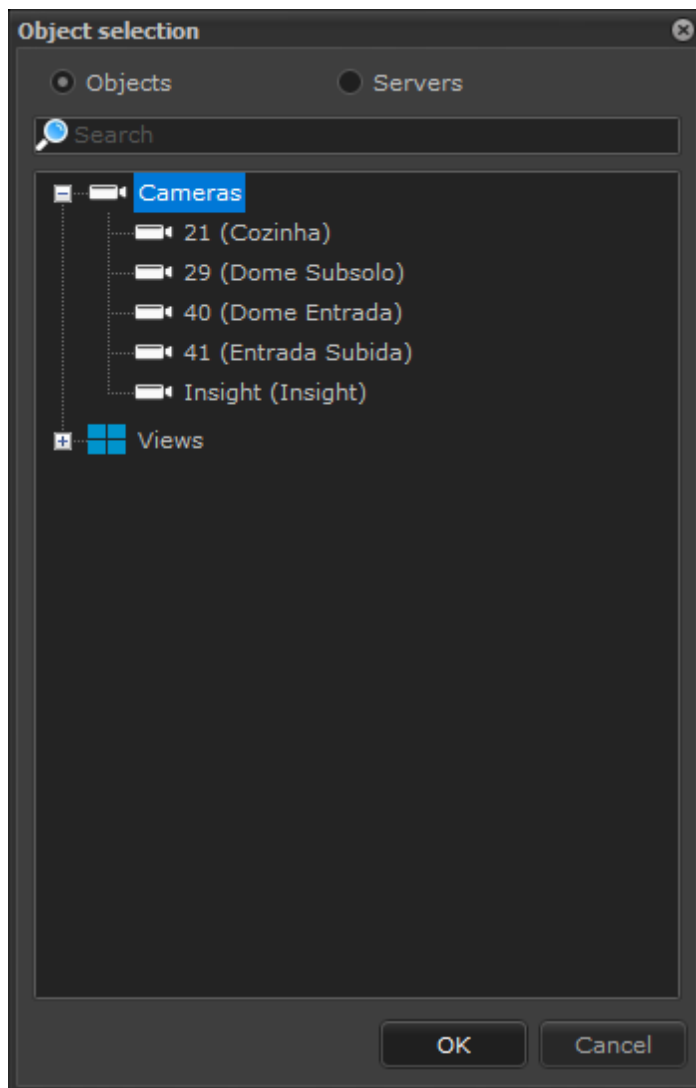 Object selection
Objects Servers
Search
Cameras
21 (Cozinha)
29 (Dome Subsolo)
40 (Dome Entrada)
41 (Entrada Subida)
Insight (Insight)
Views
OK Cancel